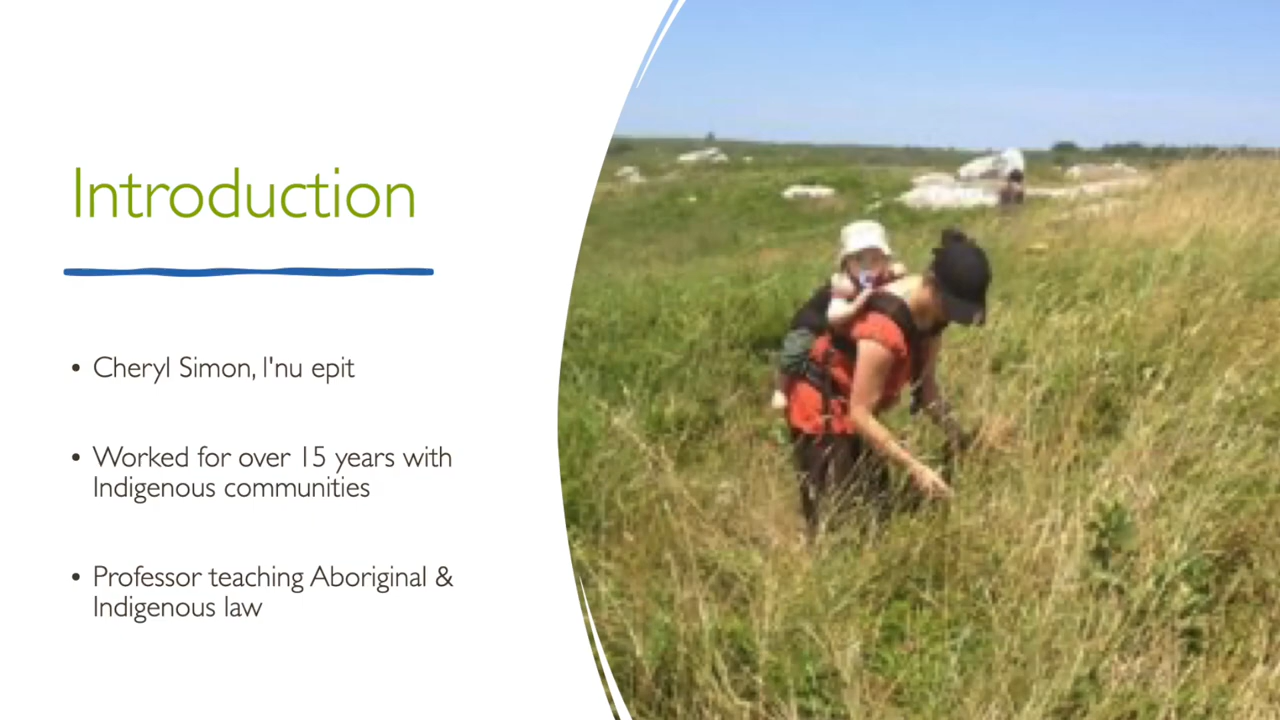 Introduction
• Cheryl Simon, l'nu epit
• Worked for over 15 years with
Indigenous communities
• Professor teaching Aboriginal &
Indigenous law